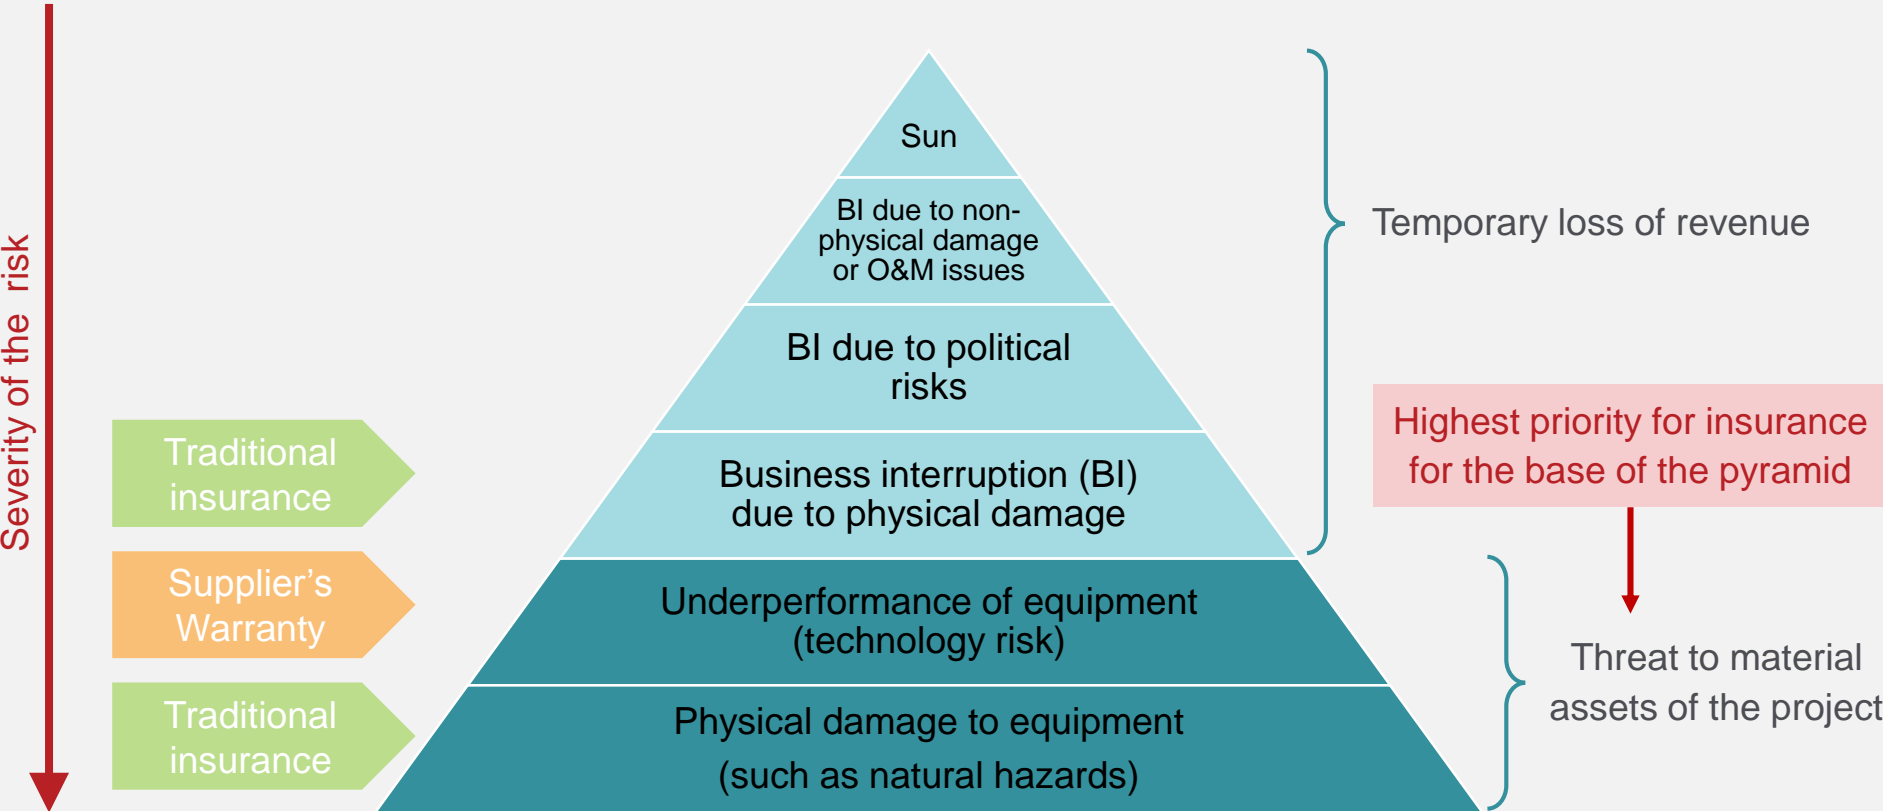 Severity of the risk
Sun
BI due to non-
physical damage
or O&M issues
BI due to political
risks
Business interruption (BI)
due to physical damage
Underperformance of equipment
(technology risk)
Physical damage to equipment
(such as natural hazards)
Traditional
insurance
Supplier’s
Warranty
Traditional
insurance
Temporary loss of revenue
Highest priority for insurance
for the base of the pyramid
Threat to material
assets of the project